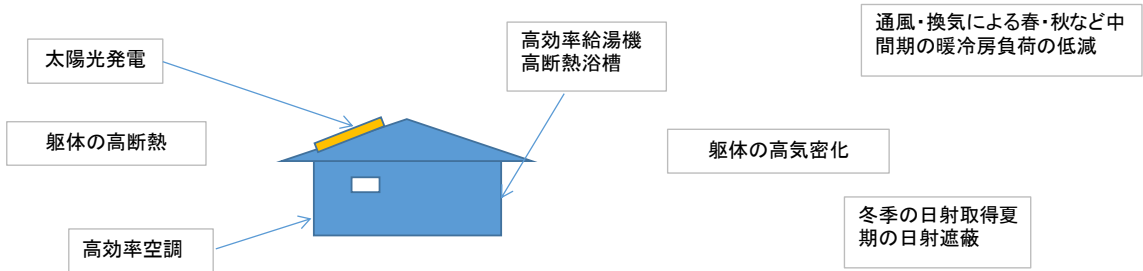 通風・換気による春・秋など中
間期の暖冷房負荷の低減
高効率給湯機
高断熱浴槽
太陽光発電
躯体の高断熱
躯体の高気密化
冬季の日射取得夏
期の日射遮蔽
高効率空調